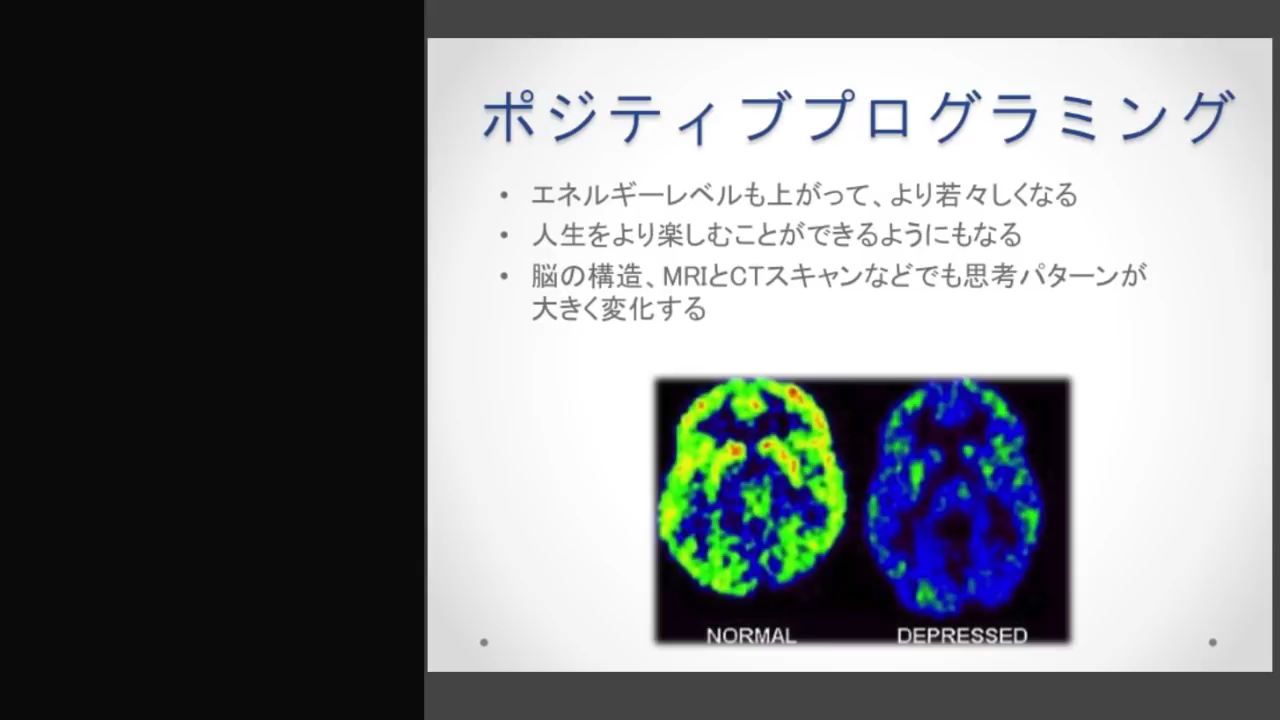 ポジティブプログラミング
• エネルギーレベルも上がって、より若々しくなる
• 人生をより楽しむことができるようにもなる
• 脳の構造、MRIとCTスキャンなどでも思考パターンが
大きく変化する
NORMAL DEPRESSED